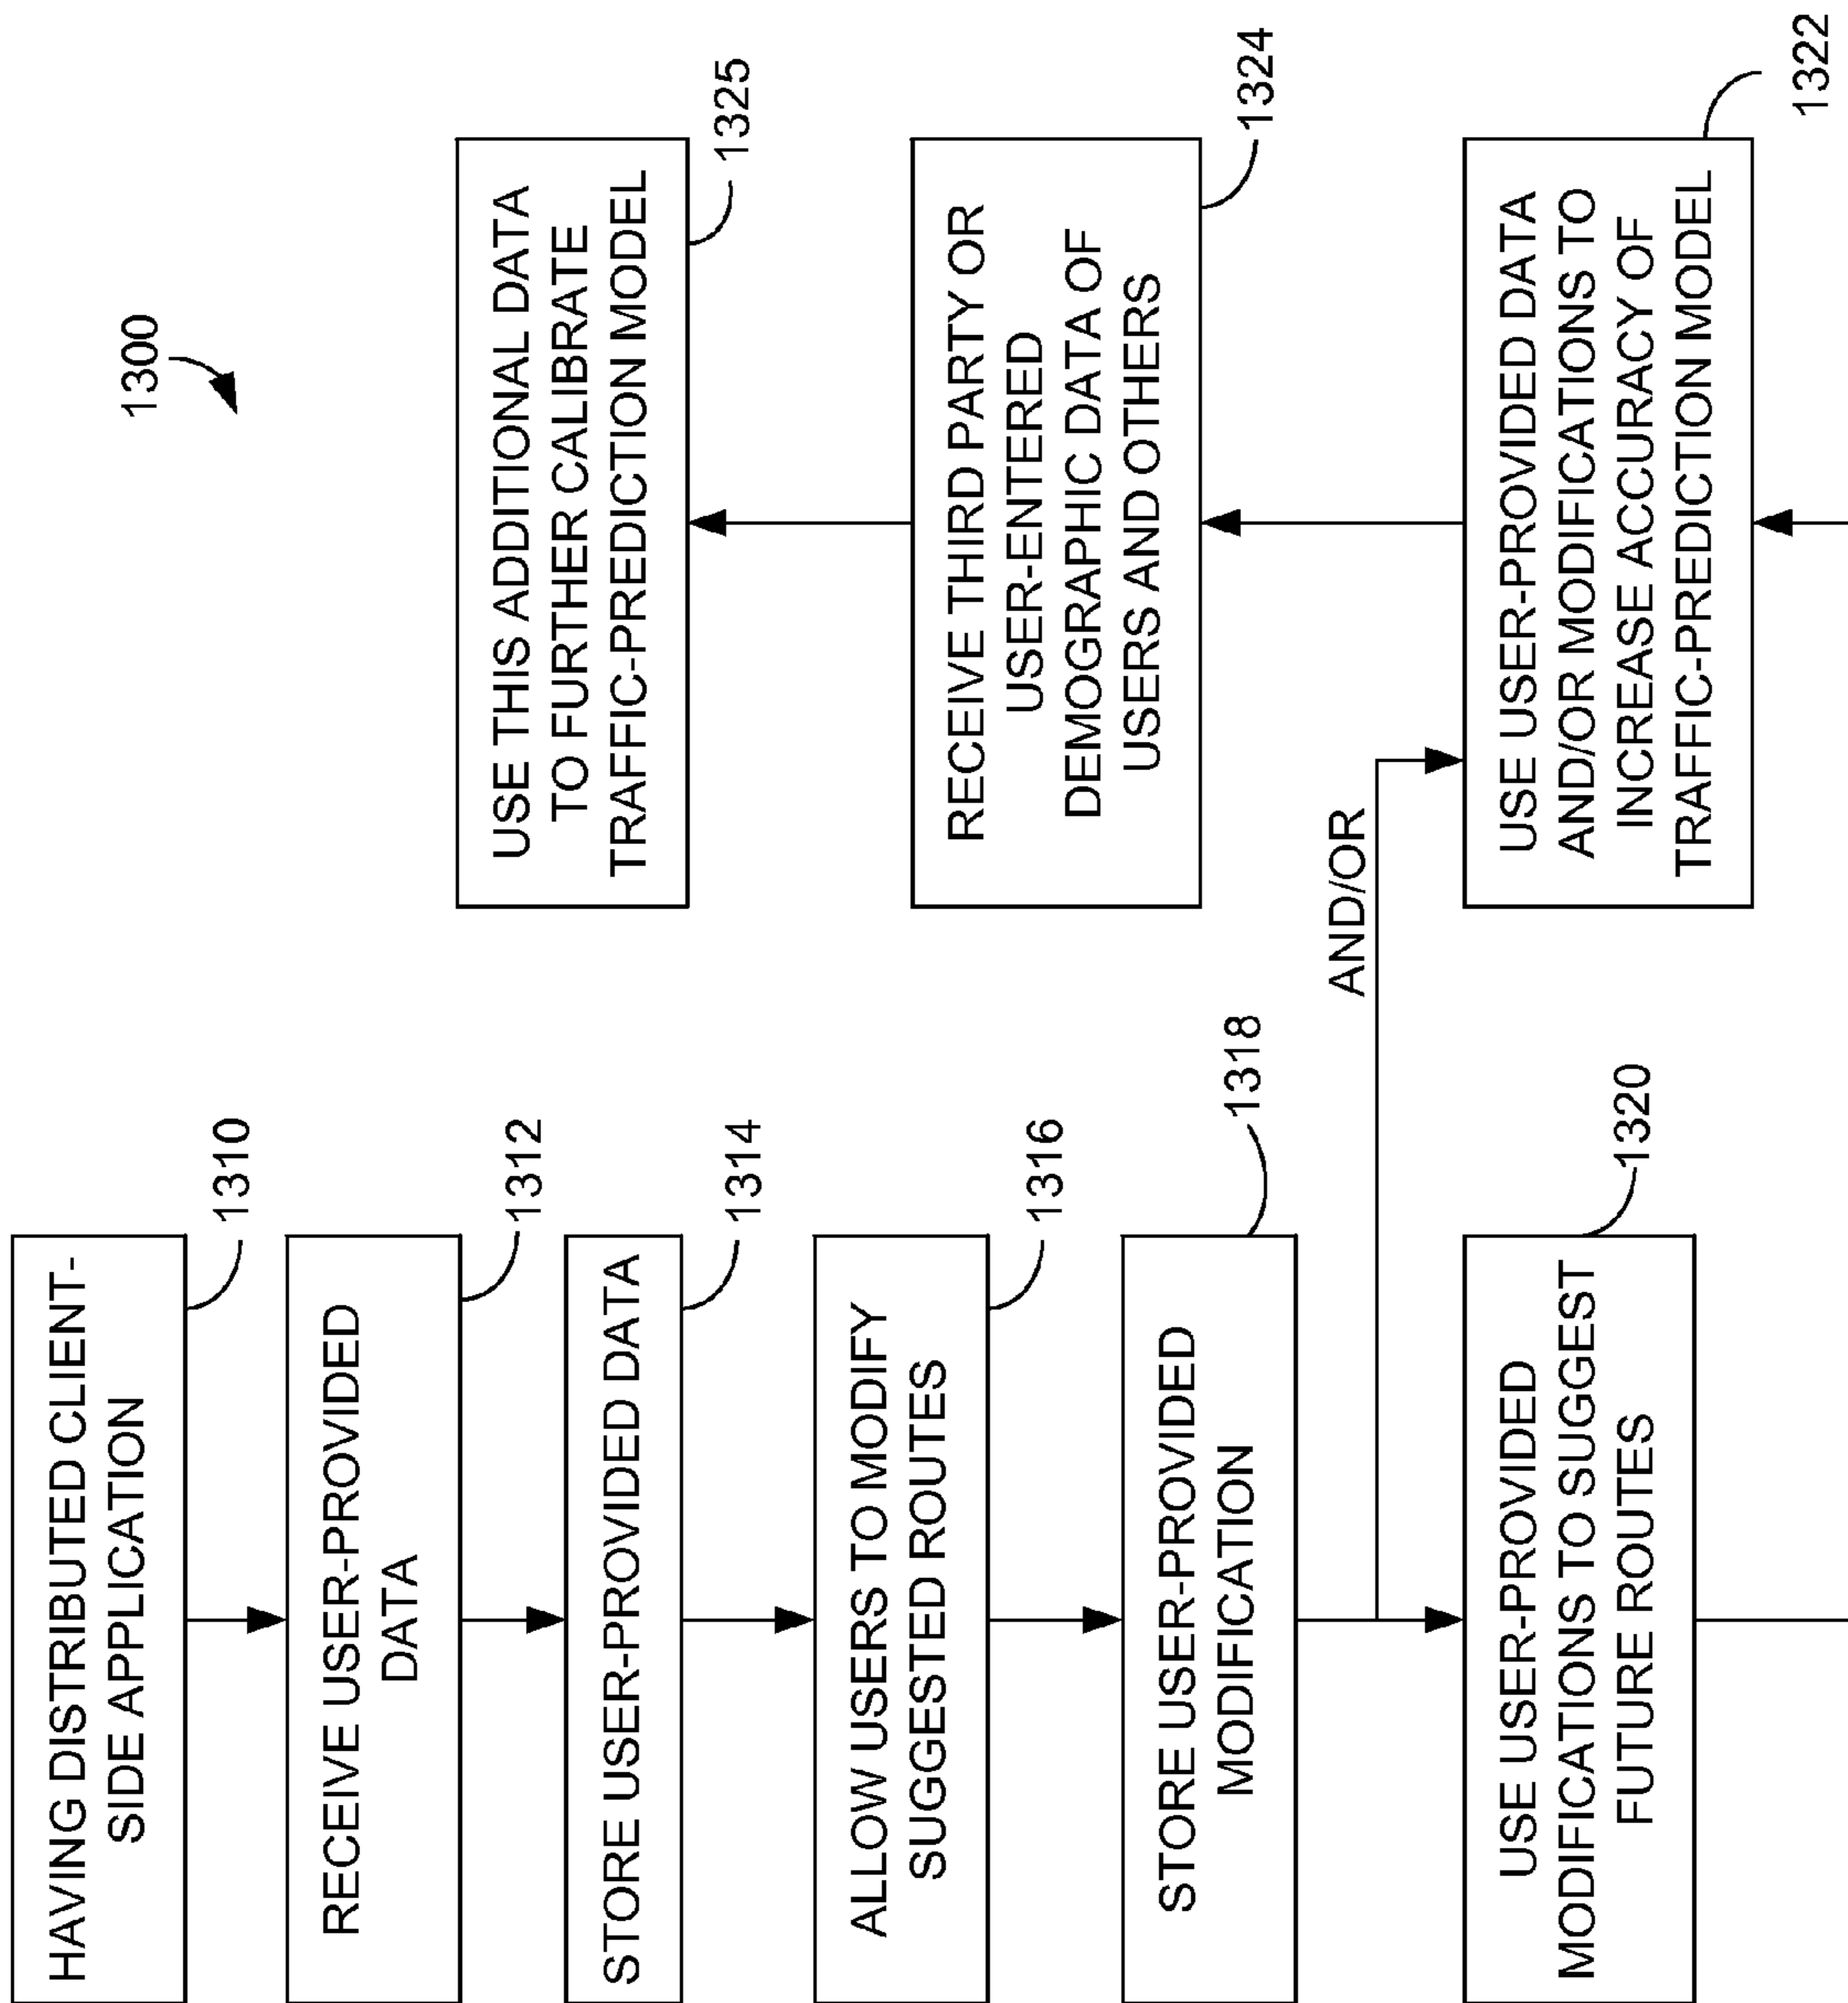 1300
HAVING DISTRIBUTED CLIENT-
SIDE APPLICATION
1310
RECEIVE USER-PROVIDED
DATA
1312
STORE USER-PROVIDED DATA
1314
ALLOW USERS TO MODIFY
SUGGESTED ROUTES
1316
STORE USER-PROVIDED
MODIFICATION
1318
AND/OR
USE USER-PROVIDED
MODIFICATIONS TO SUGGEST
FUTURE ROUTES
1320
USE USER-PROVIDED DATA
AND/OR MODIFICATIONS TO
INCREASE ACCURACY OF
TRAFFIC-PREDICTION MODEL
1322
RECEIVE THIRD PARTY OR
USER-ENTERED
DEMOGRAPHIC DATA OF
USERS AND OTHERS
1324
USE THIS ADDITIONAL DATA
TO FURTHER CALIBRATE
TRAFFIC-PREDICTION MODEL
1325